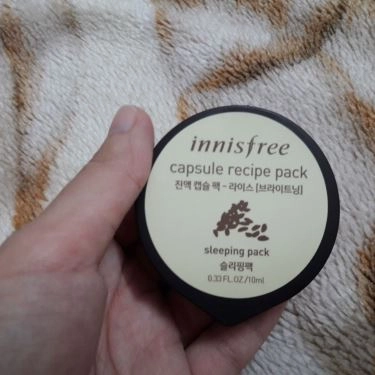 innisfree
capsule recipe pack
진액 캡슐 팩 - 라이스 [브라이트닝]
sleeping pack
슬리핑팩
0.33 FL.OZ./10ml